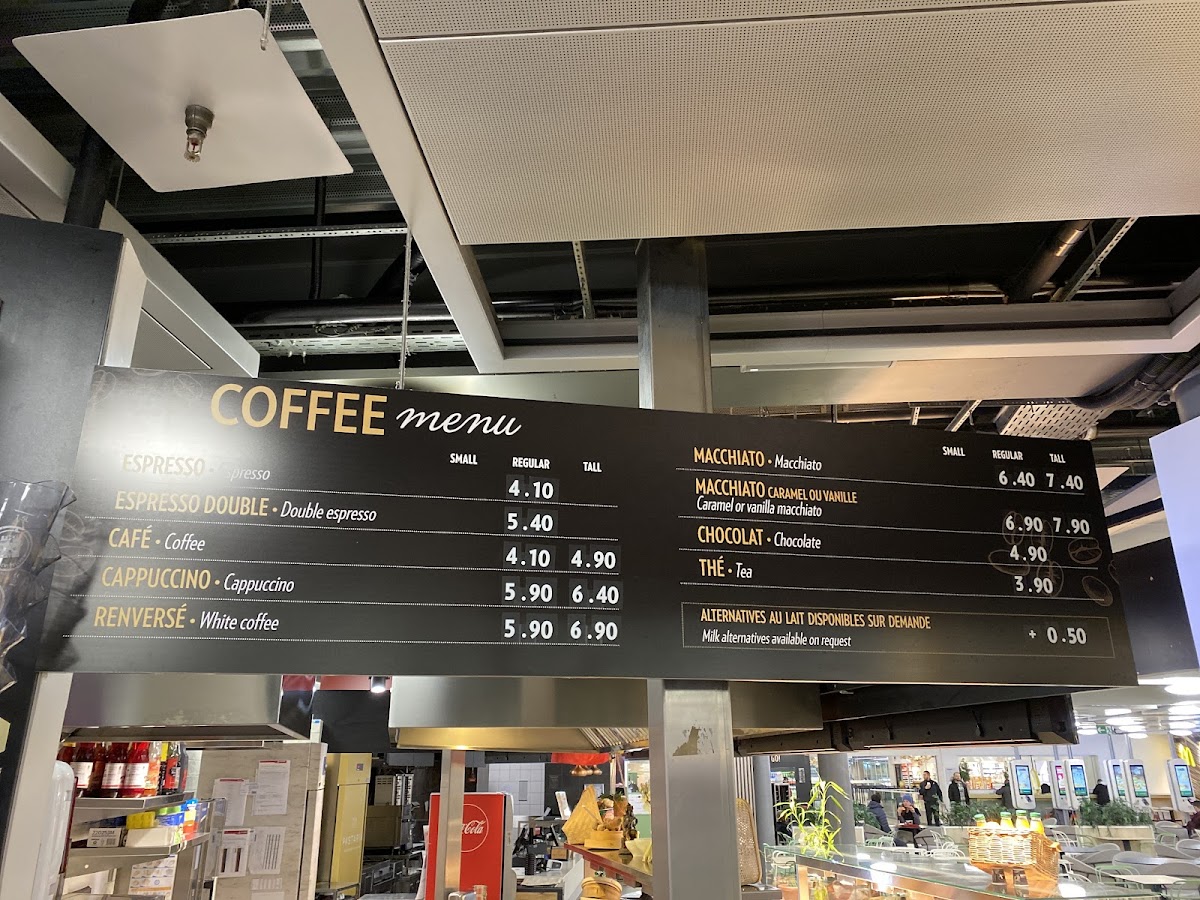 COFFEE menu
SMALL REGULAR TALL
ESPRESSO • Espresso 4.10
ESPRESSO DOUBLE • Double espresso 5.40
CAFÉ • Coffee 4.10 4.90
CAPPUCCINO • Cappuccino 5.90 6.40
RENVERSÉ • White coffee 5.90 6.90
SMALL REGULAR TALL
MACCHIATO • Macchiato 6.40 7.40
MACCHIATO CARAMEL OU VANILLE
Caramel or vanilla macchiato 6.90 7.90
CHOCOLAT • Chocolate 4.90
THÉ • Tea 3.90
ALTERNATIVES AU LAIT DISPONIBLES SUR DEMANDE
Milk alternatives available on request + 0.50
Coca-Cola